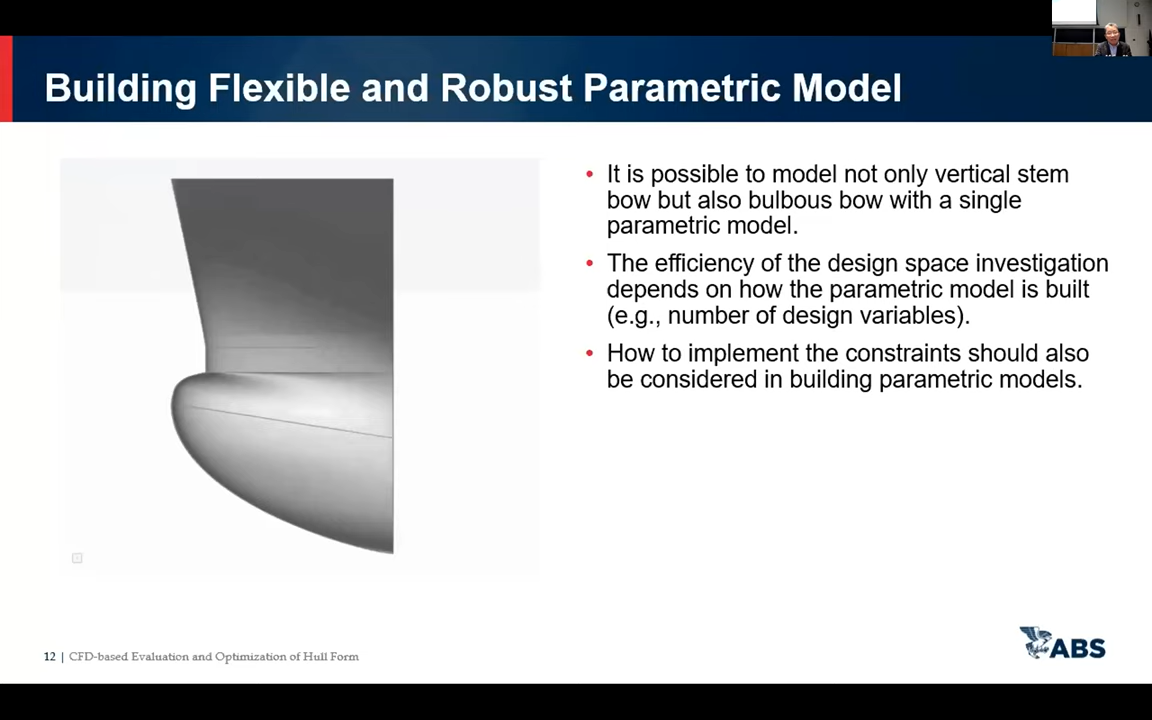 Building Flexible and Robust Parametric Model
• It is possible to model not only vertical stem
bow but also bulbous bow with a single
parametric model.
• The efficiency of the design space investigation
depends on how the parametric model is built
(e.g., number of design variables).
• How to implement the constraints should also
be considered in building parametric models.
12 | CFD-based Evaluation and Optimization of Hull Form
ABS